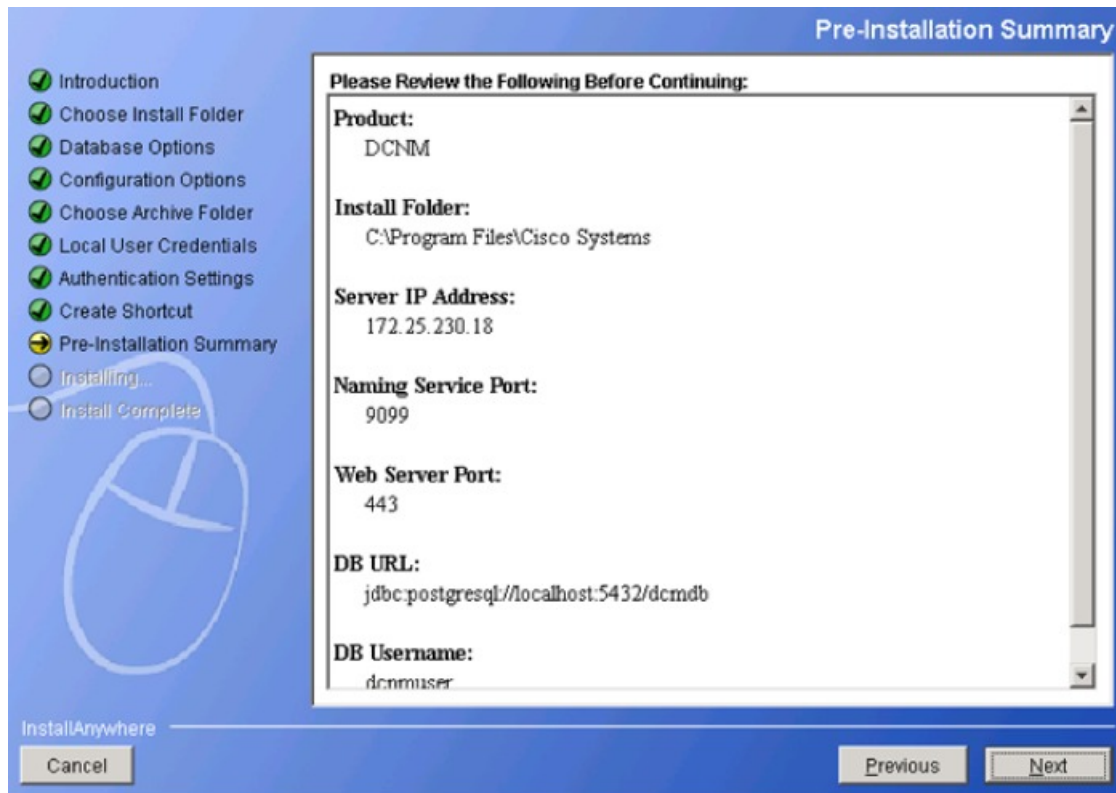 Pre-Installation Summary
Introduction
Choose Install Folder
Database Options
Configuration Options
Choose Archive Folder
Local User Credentials
Authentication Settings
Create Shortcut
Pre-Installation Summary
Installing...
Install Complete
Please Review the Following Before Continuing:
Product:
DCNM
Install Folder:
C:\Program Files\Cisco Systems
Server IP Address:
172.25.230.18
Naming Service Port:
9099
Web Server Port:
443
DB URL:
jdbc:postgresql://localhost:5432/dcmdb
DB Username:
dcnmuser
InstallAnywhere
Cancel
Previous
Next